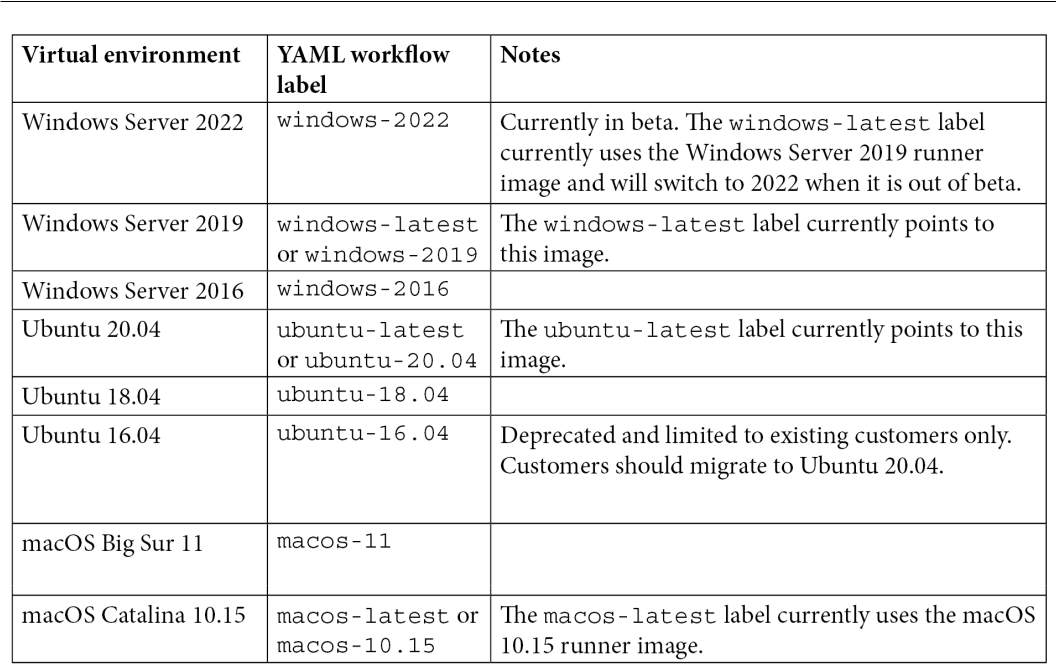 Virtual environment
YAML workflow
label
Notes
Windows Server 2022
windows-2022
Currently in beta. The windows-latest label
currently uses the Windows Server 2019 runner
image and will switch to 2022 when it is out of beta.
Windows Server 2019
windows-latest
or windows-2019
The windows-latest label currently points to
this image.
Windows Server 2016
windows-2016
Ubuntu 20.04
ubuntu-latest
or ubuntu-20.04
The ubuntu-latest label currently points to this
image.
Ubuntu 18.04
ubuntu-18.04
Ubuntu 16.04
ubuntu-16.04
Deprecated and limited to existing customers only.
Customers should migrate to Ubuntu 20.04.
macOS Big Sur 11
macos-11
macOS Catalina 10.15
macos-latest or
macos-10.15
The macos-latest label currently uses the macOS
10.15 runner image.